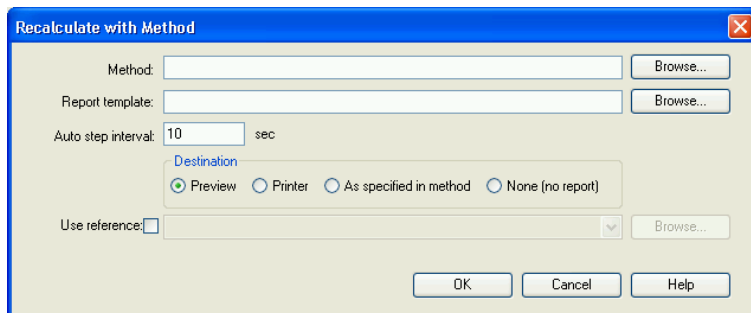 Recalculate with Method
Method: Browse...
Report template: Browse...
Auto step interval: 10 sec
Destination
Preview Printer As specified in method None (no report)
Use reference: Browse...
OK Cancel Help